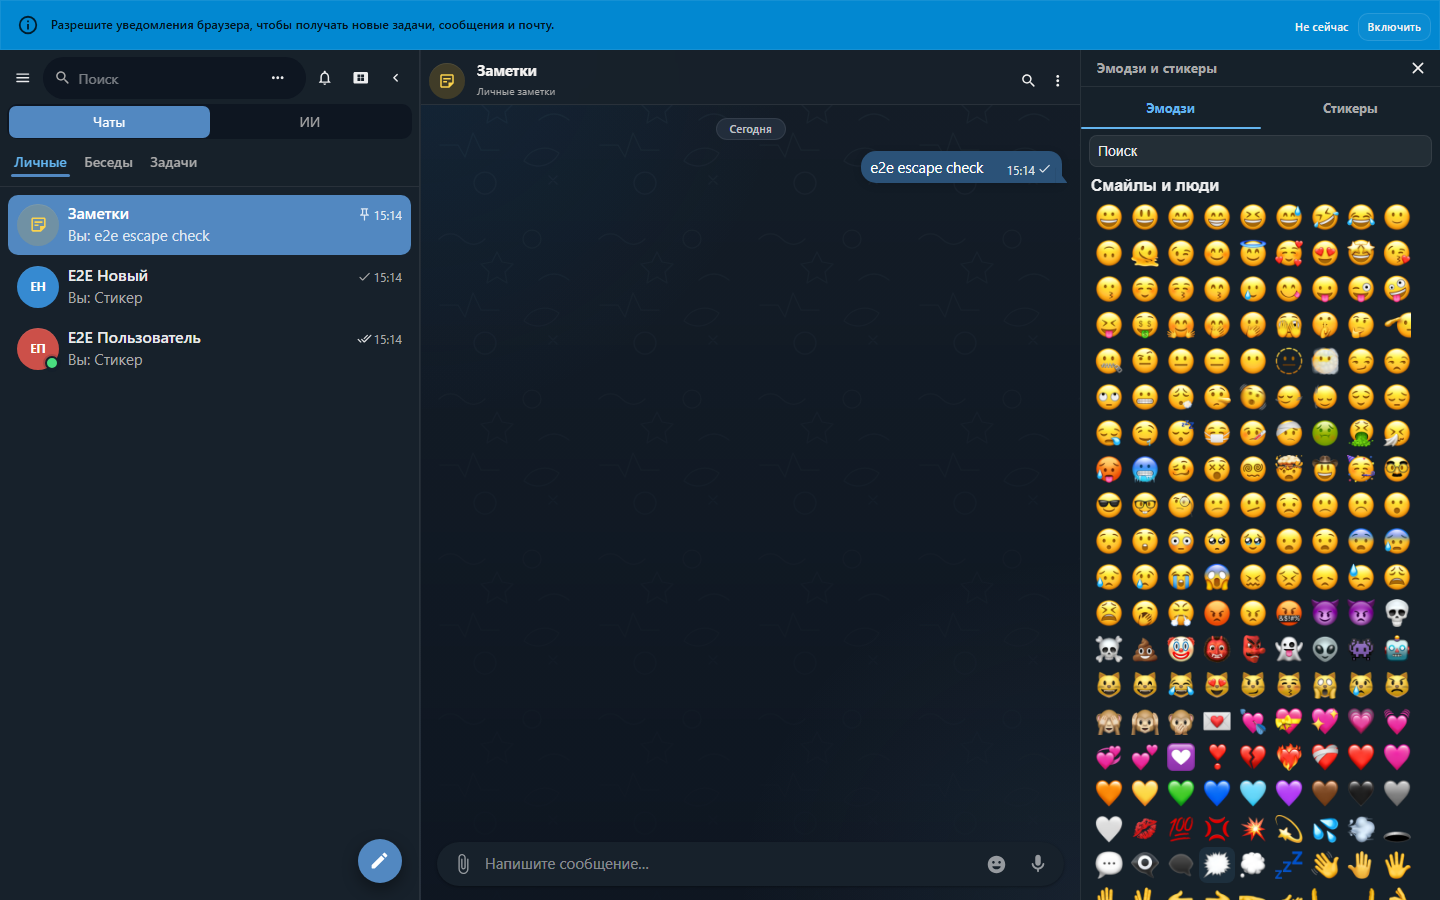 Разрешите уведомления браузера, чтобы получать новые задачи, сообщения и почту.
Не сейчас
Включить
Поиск
Чаты
ИИ
Личные
Беседы
Задачи
Заметки
15:14
Вы: e2e escape check
ЕН
E2E Новый
15:14
Вы: Стикер
ЕП
E2E Пользователь
15:14
Вы: Стикер
Заметки
Личные заметки
Сегодня
e2e escape check
15:14
Напишите сообщение...
Эмодзи и стикеры
Эмодзи
Стикеры
Поиск
Смайлы и люди